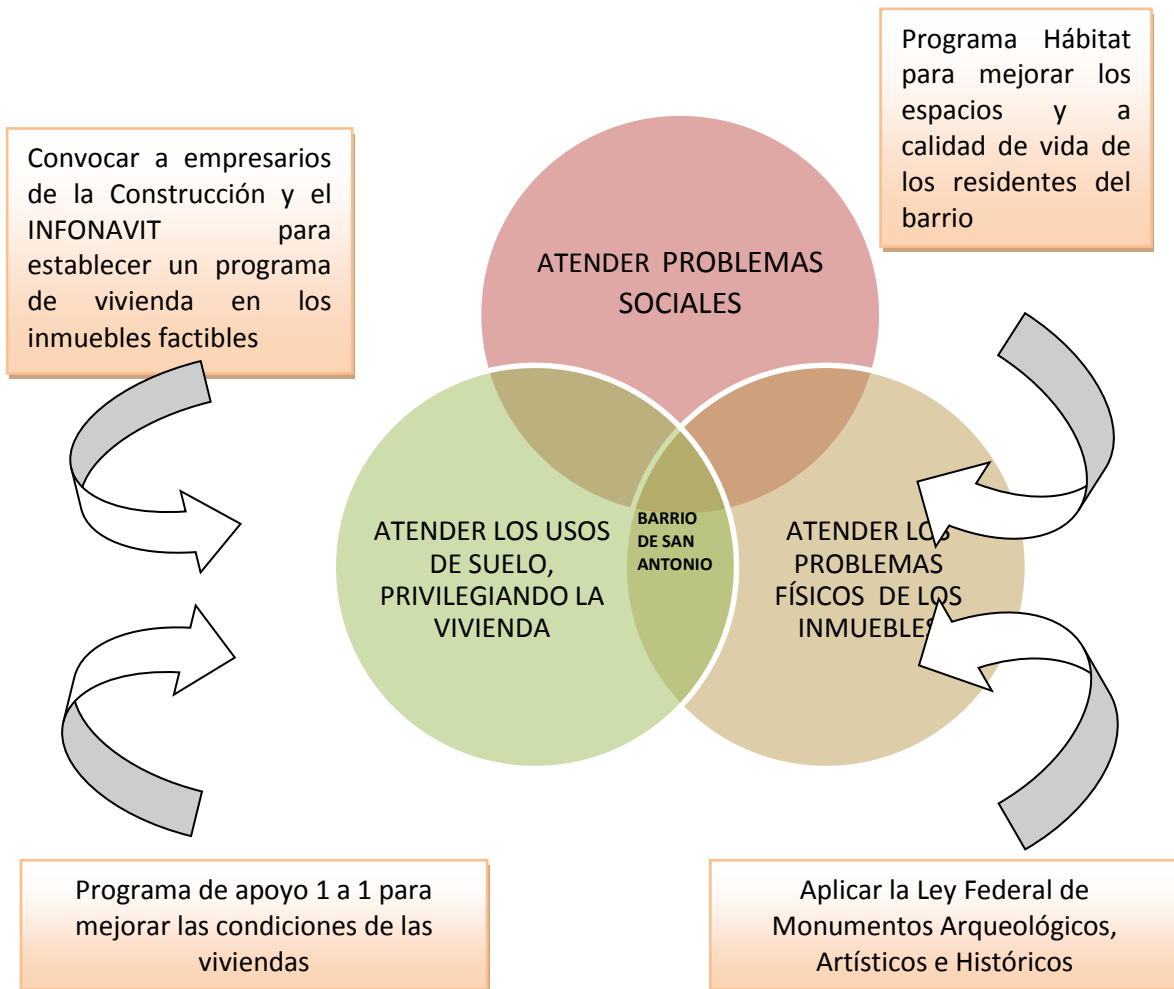 Programa Hábitat
para mejorar los
espacios y a
calidad de vida de
los residentes del
barrio
Convocar a empresarios
de la Construcción y el
INFONAVIT para
establecer un programa
de vivienda en los
inmuebles factibles
ATENDER PROBLEMAS
SOCIALES
ATENDER LOS USOS
DE SUELO,
PRIVILEGIANDO LA
VIVIENDA
BARRIO
DE SAN
ANTONIO
ATENDER LOS
PROBLEMAS
FÍSICOS DE LOS
INMUEBLES
Programa de apoyo 1 a 1 para
mejorar las condiciones de las
viviendas
Aplicar la Ley Federal de
Monumentos Arqueológicos,
Artísticos e Históricos